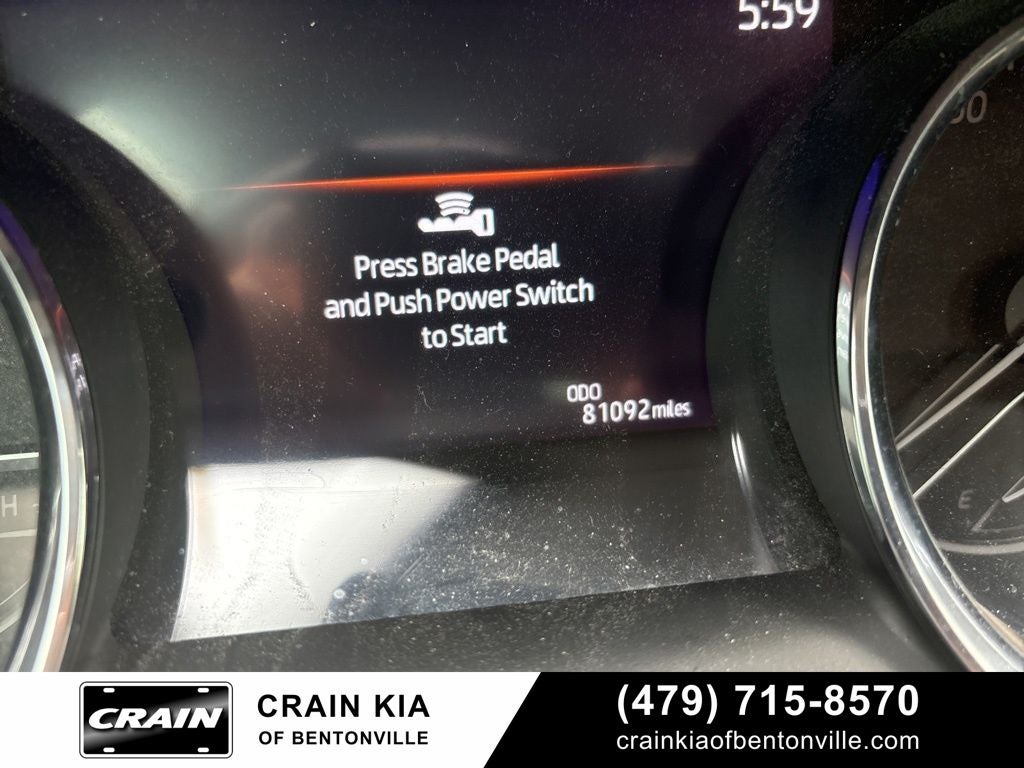 5:59
Press Brake Pedal
and Push Power Switch
to Start
ODO
81092 miles
H
E
CRAIN
CRAIN KIA
OF BENTONVILLE
(479) 715-8570
crainkiaofbentonville.com